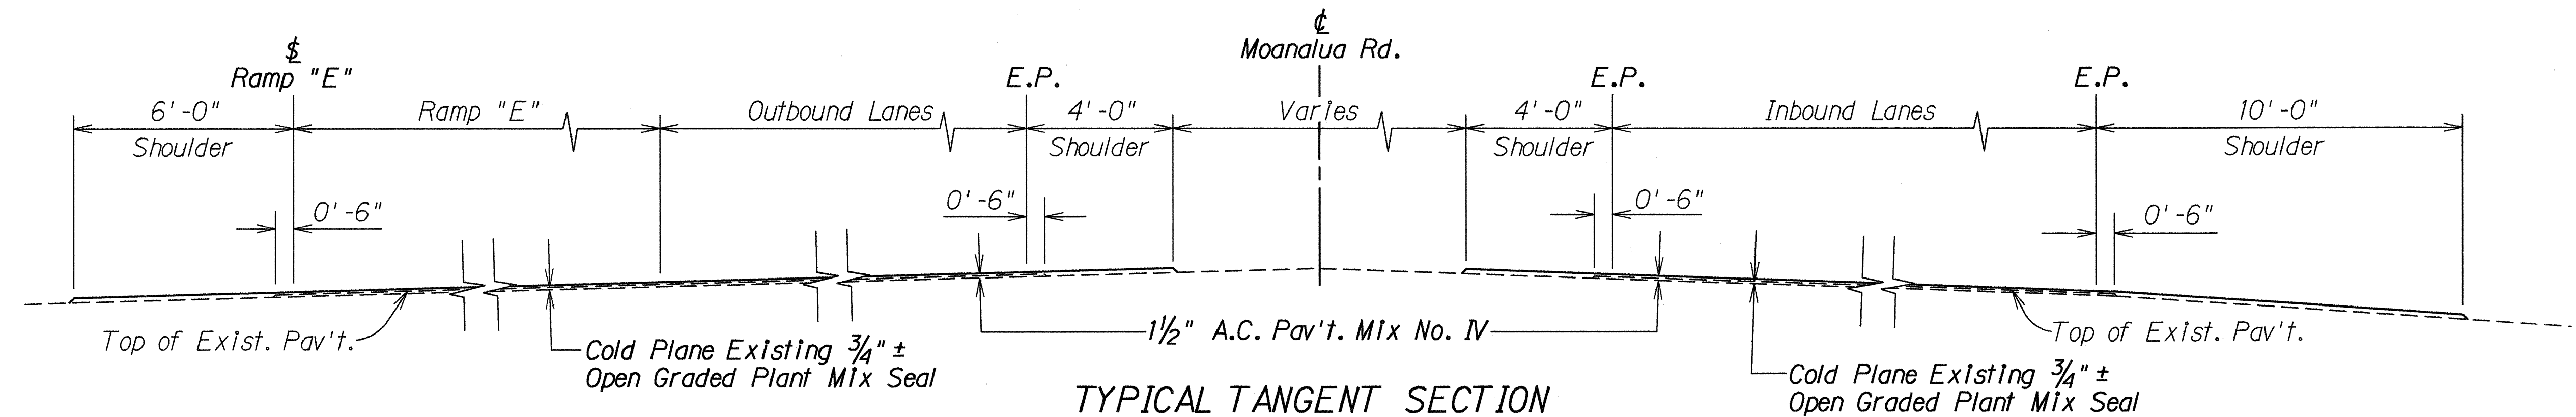 ℄
Moanalua Rd.
℄
Ramp "E"
E.P.
E.P.
E.P.
6'-0"
Shoulder
Ramp "E"
Outbound Lanes
4'-0"
Shoulder
Varies
4'-0"
Shoulder
Inbound Lanes
10'-0"
Shoulder
0'-6"
0'-6"
0'-6"
0'-6"
Top of Exist. Pav't.
Cold Plane Existing 3/4" ±
Open Graded Plant Mix Seal
1½" A.C. Pav't. Mix No. IV
Top of Exist. Pav't.
Cold Plane Existing 3/4" ±
Open Graded Plant Mix Seal
TYPICAL TANGENT SECTION